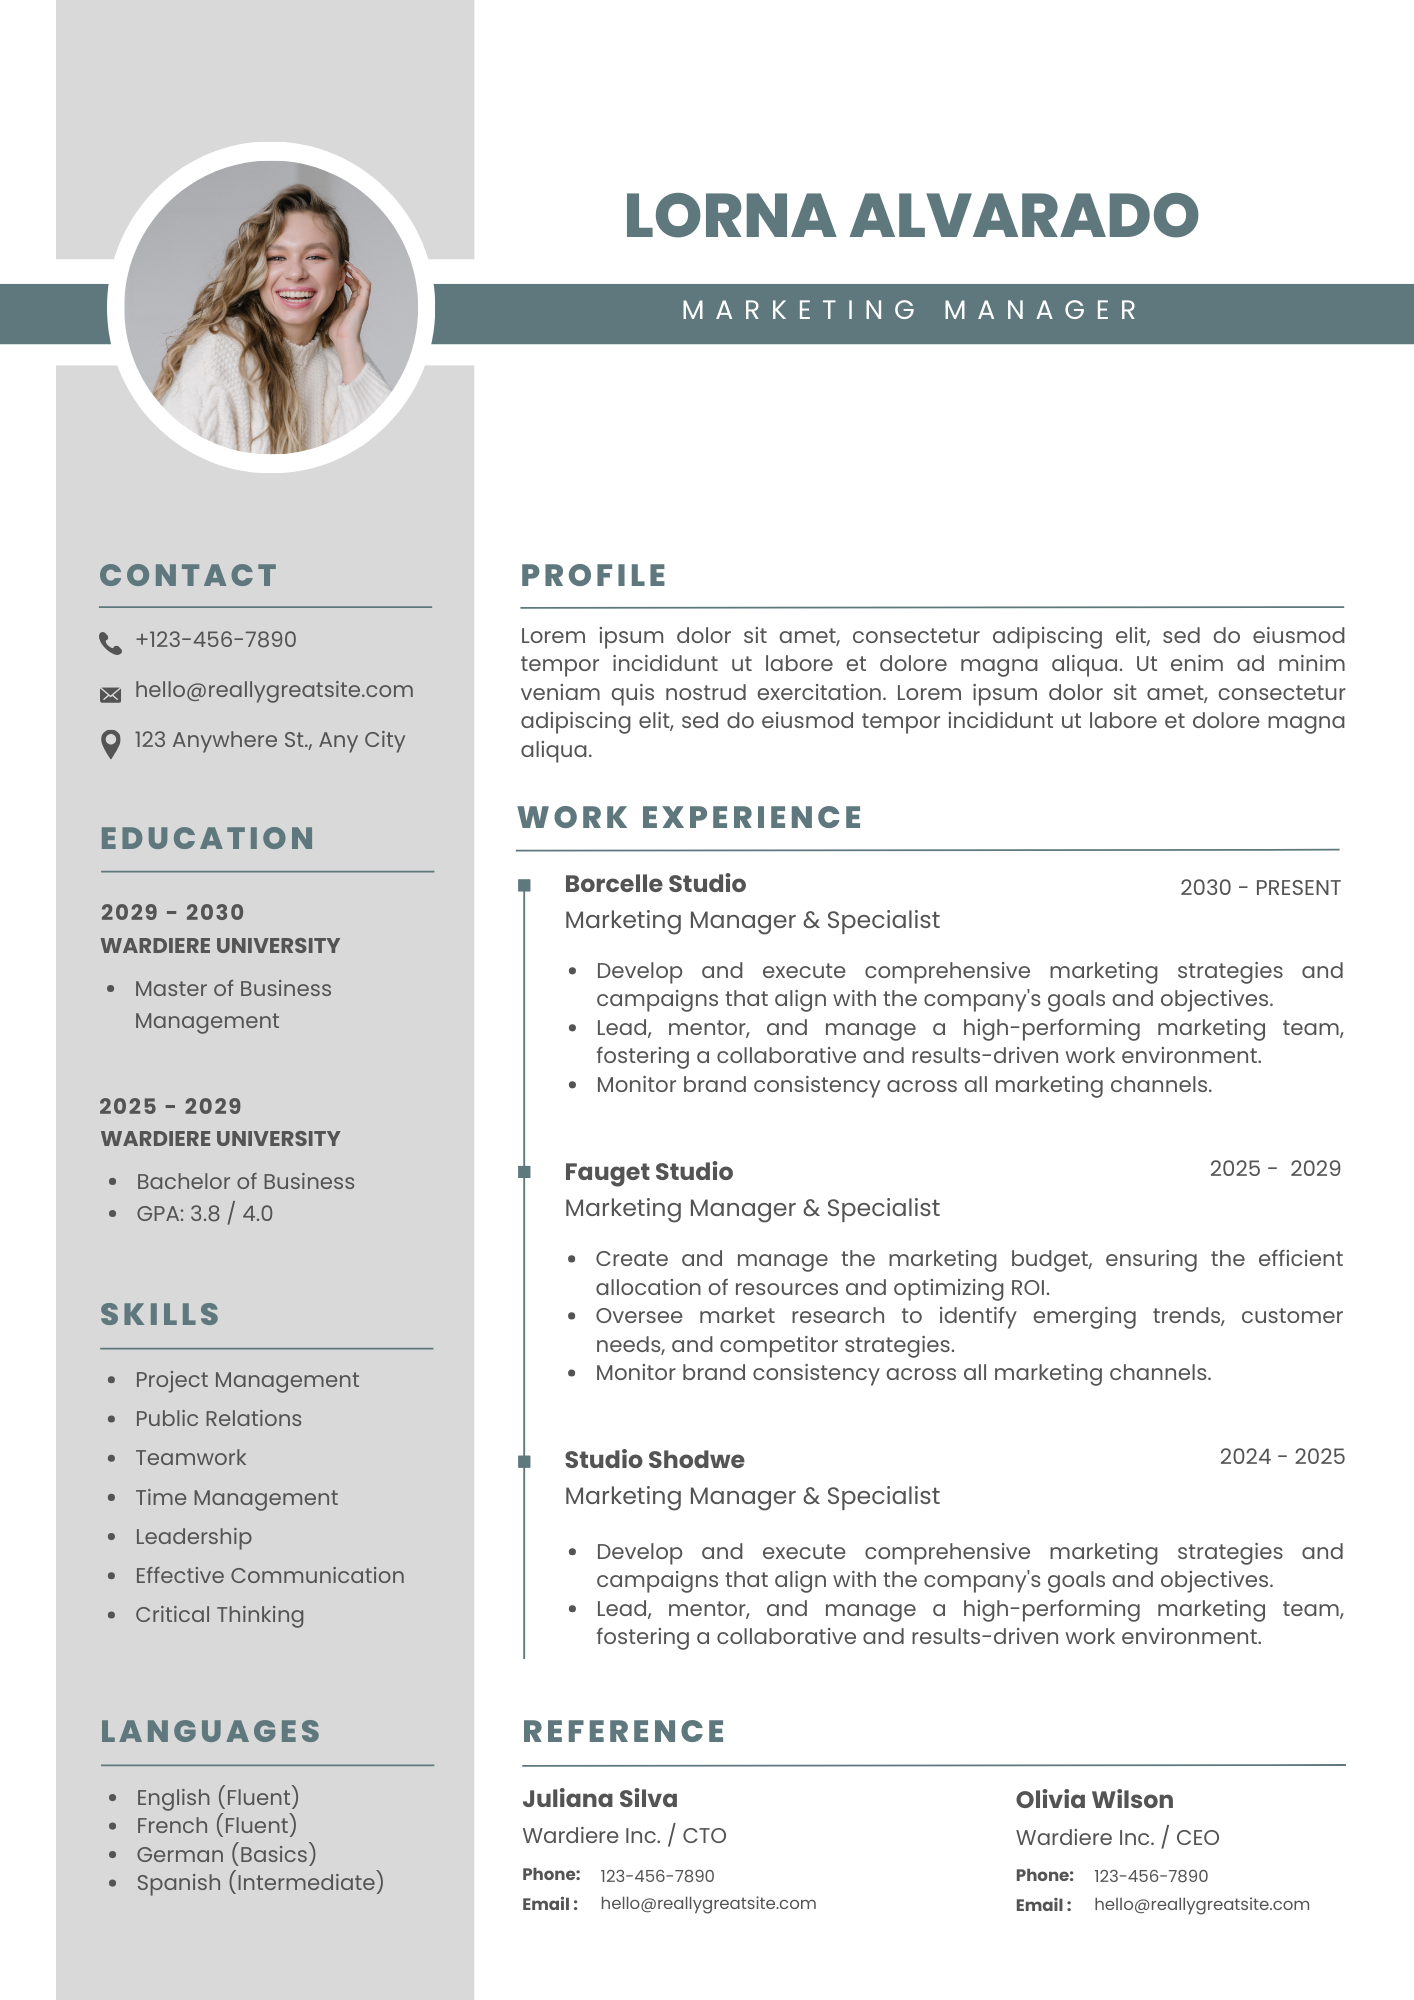 LORNA ALVARADO
MARKETING MANAGER
CONTACT
+123-456-7890
hello@reallygreatsite.com
123 Anywhere St., Any City
EDUCATION
2029 - 2030
WARDIERE UNIVERSITY
• Master of Business
Management
2025 - 2029
WARDIERE UNIVERSITY
• Bachelor of Business
• GPA: 3.8 / 4.0
SKILLS
• Project Management
• Public Relations
• Teamwork
• Time Management
• Leadership
• Effective Communication
• Critical Thinking
LANGUAGES
• English (Fluent)
• French (Fluent)
• German (Basics)
• Spanish (Intermediate)
PROFILE
Lorem ipsum dolor sit amet, consectetur adipiscing elit, sed do eiusmod
tempor incididunt ut labore et dolore magna aliqua. Ut enim ad minim
veniam quis nostrud exercitation. Lorem ipsum dolor sit amet, consectetur
adipiscing elit, sed do eiusmod tempor incididunt ut labore et dolore magna
aliqua.
WORK EXPERIENCE
Borcelle Studio
2030 - PRESENT
Marketing Manager & Specialist
• Develop and execute comprehensive marketing strategies and
campaigns that align with the company's goals and objectives.
• Lead, mentor, and manage a high-performing marketing team,
fostering a collaborative and results-driven work environment.
• Monitor brand consistency across all marketing channels.
Fauget Studio
2025 - 2029
Marketing Manager & Specialist
• Create and manage the marketing budget, ensuring the efficient
allocation of resources and optimizing ROI.
• Oversee market research to identify emerging trends, customer
needs, and competitor strategies.
• Monitor brand consistency across all marketing channels.
Studio Shodwe
2024 - 2025
Marketing Manager & Specialist
• Develop and execute comprehensive marketing strategies and
campaigns that align with the company's goals and objectives.
• Lead, mentor, and manage a high-performing marketing team,
fostering a collaborative and results-driven work environment.
REFERENCE
Juliana Silva
Wardiere Inc. / CTO
Phone: 123-456-7890
Email : hello@reallygreatsite.com
Olivia Wilson
Wardiere Inc. / CEO
Phone: 123-456-7890
Email : hello@reallygreatsite.com